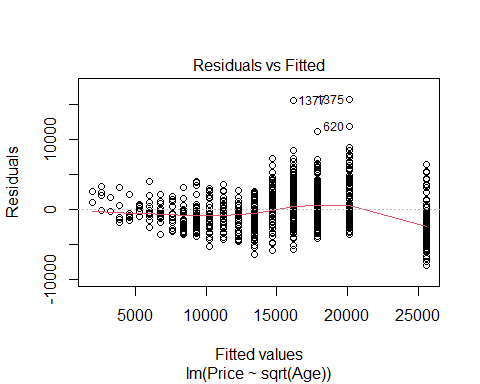 Residuals vs Fitted
Residuals
10000
0
-10000
1377
1375
620
5000 10000 15000 20000 25000
Fitted values
lm(Price ~ sqrt(Age))